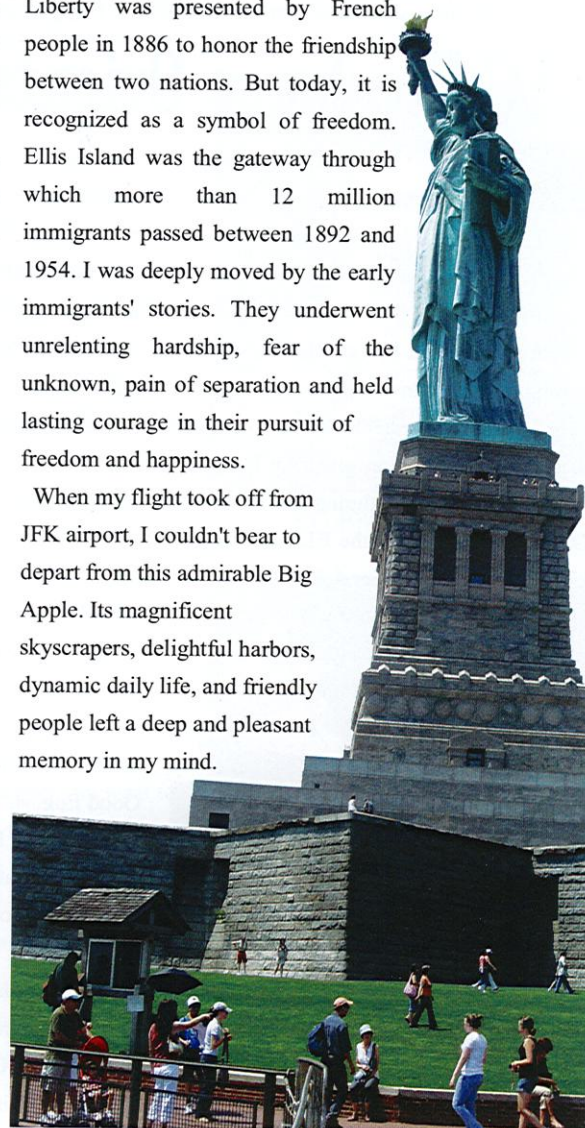 Liberty was presented by French
people in 1886 to honor the friendship
between two nations. But today, it is
recognized as a symbol of freedom.
Ellis Island was the gateway through
which more than 12 million
immigrants passed between 1892 and
1954. I was deeply moved by the early
immigrants' stories. They underwent
unrelenting hardship, fear of the
unknown, pain of separation and held
lasting courage in their pursuit of
freedom and happiness.
When my flight took off from
JFK airport, I couldn't bear to
depart from this admirable Big
Apple. Its magnificent
skyscrapers, delightful harbors,
dynamic daily life, and friendly
people left a deep and pleasant
memory in my mind.